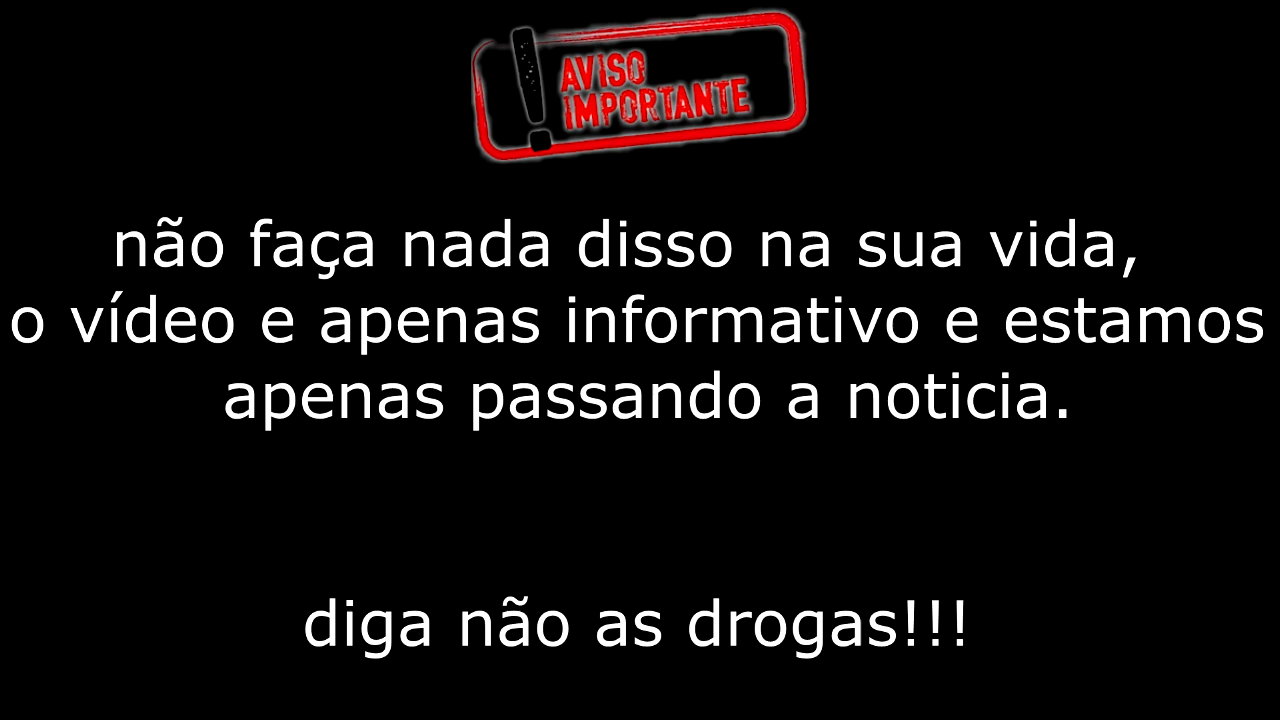 AVISO
IMPORTANTE
não faça nada disso na sua vida,
o vídeo e apenas informativo e estamos
apenas passando a noticia.
diga não as drogas!!!